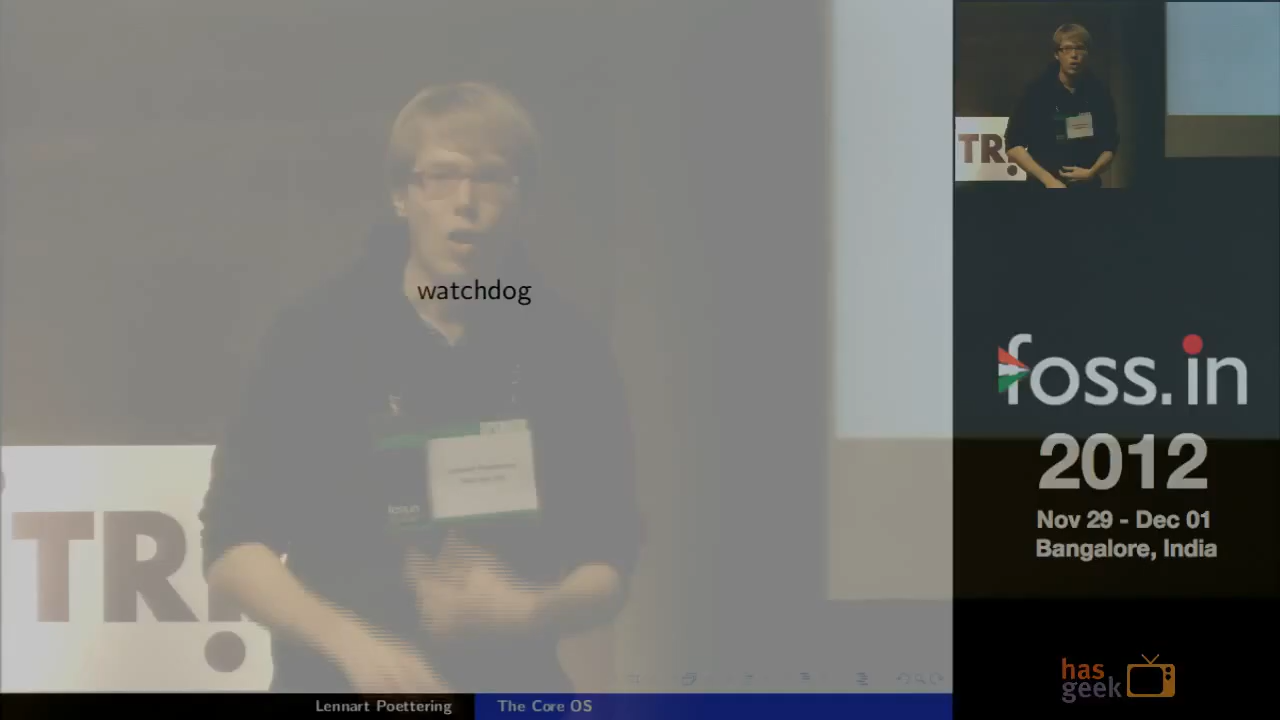 watchdog
TR
TR
foss.in
2012
Nov 29 - Dec 01
Bangalore, India
has
geek
Lennart Poettering
The Core OS